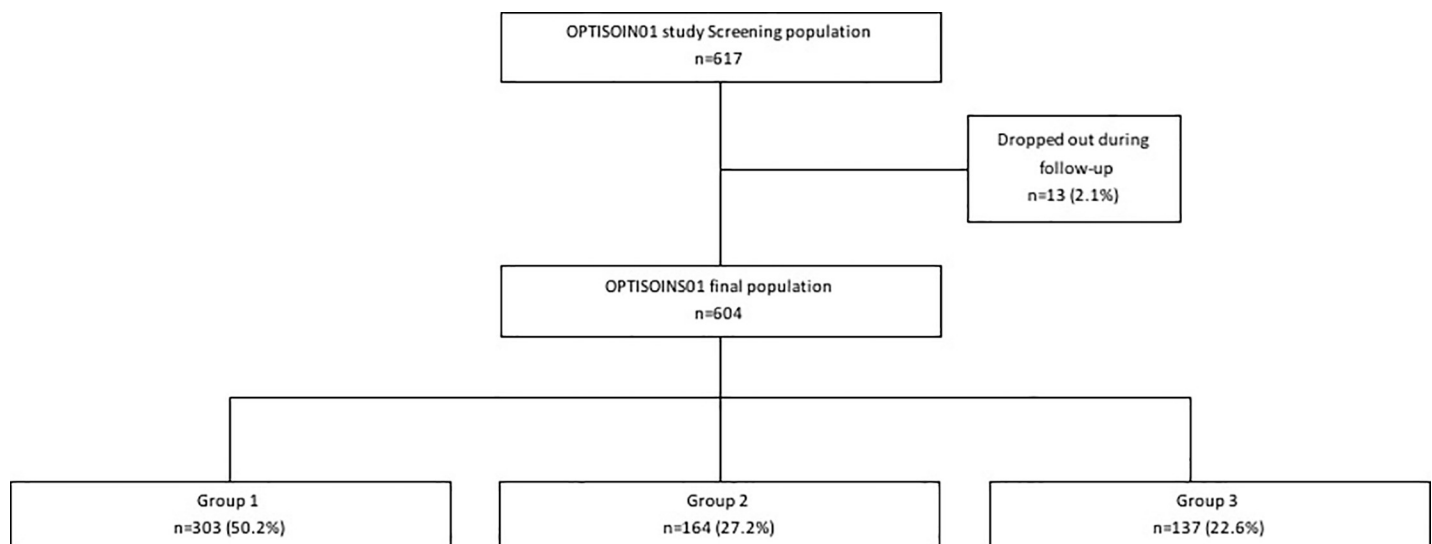 OPTISOIN01 study Screening population
n=617
Dropped out during
follow-up
n=13 (2.1%)
OPTISOINS01 final population
n=604
Group 1
n=303 (50.2%)
Group 2
n=164 (27.2%)
Group 3
n=137 (22.6%)